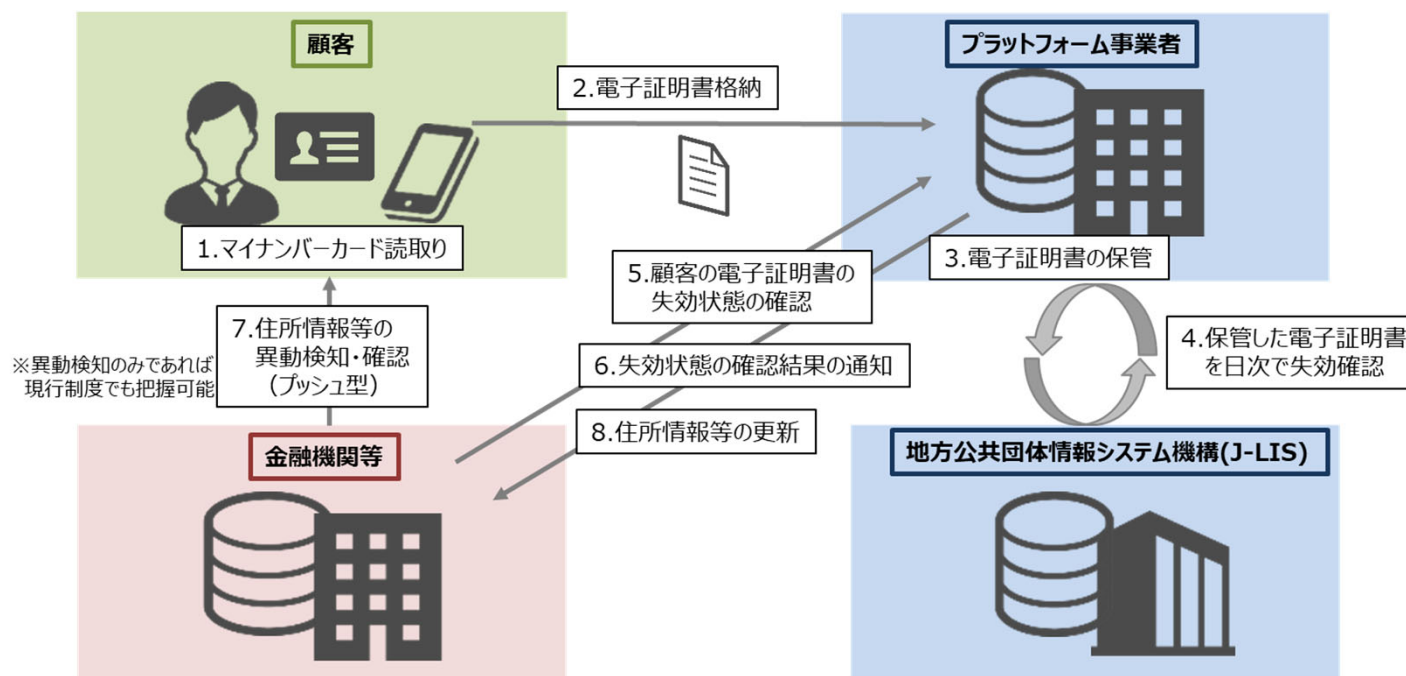 顧客
プラットフォーム事業者
2.電子証明書格納
1.マイナンバーカード読取り
3.電子証明書の保管
5.顧客の電子証明書の
失効状態の確認
7.住所情報等の
異動検知・確認
（プッシュ型）
※異動検知のみであれば
現行制度でも把握可能
6.失効状態の確認結果の通知
4.保管した電子証明書
を日次で失効確認
8.住所情報等の更新
金融機関等
地方公共団体情報システム機構(J-LIS)